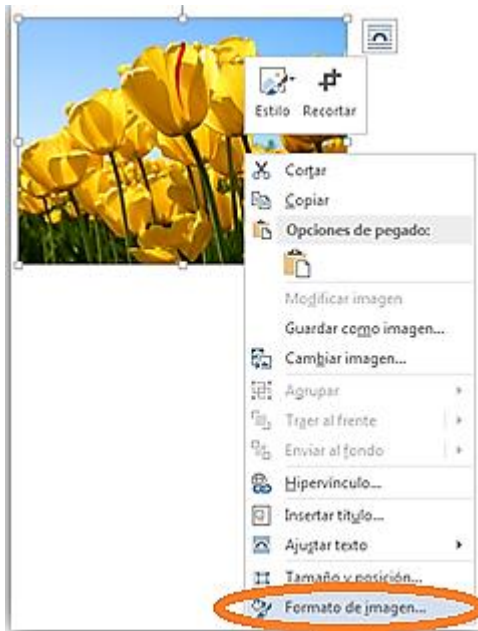 Estilo Recortar
Cortar
Copiar
Opciones de pegado:
Modificar imagen
Guardar como imagen...
Cambiar imagen...
Agrupar
Traer al frente
Enviar al fondo
Hipervínculo...
Insertar título...
Ajustar texto
Tamaño y posición...
Formato de imagen...